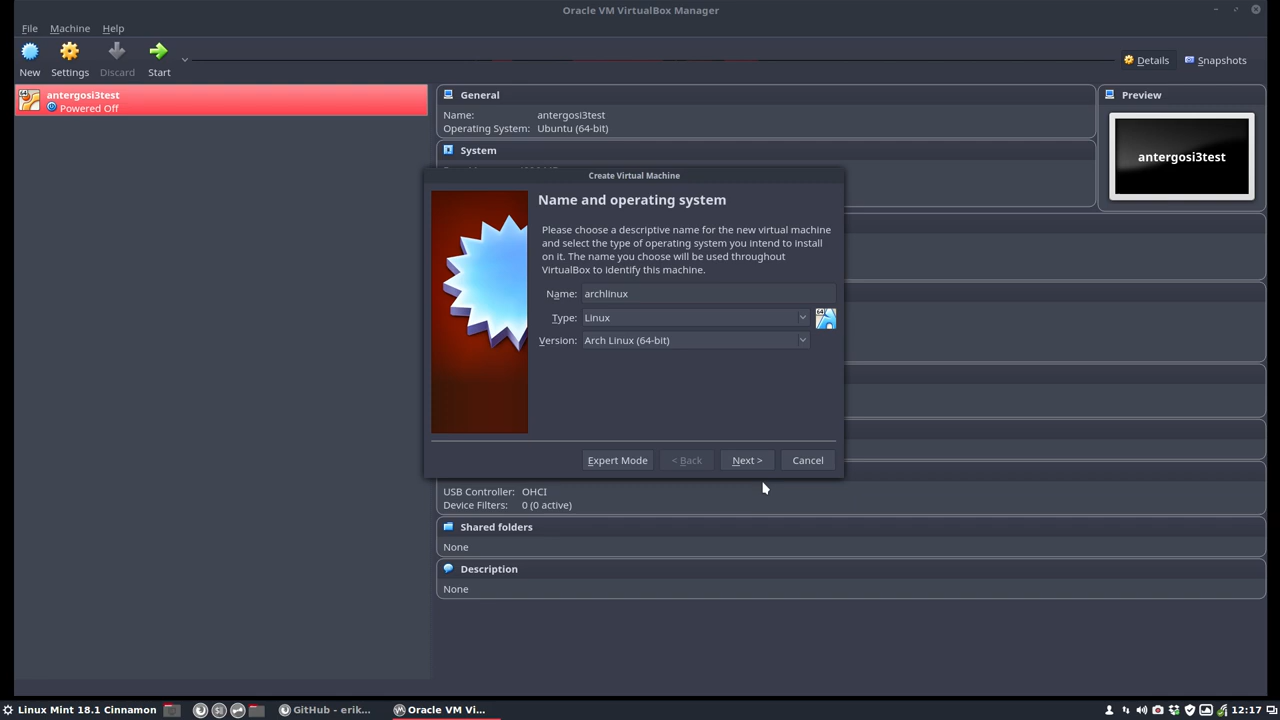 Oracle VM VirtualBox Manager
File Machine Help
New Settings Discard Start
Details Snapshots
antergosi3test
Powered Off
General
Name: antergosi3test
Operating System: Ubuntu (64-bit)
System
Preview
antergosi3test
Create Virtual Machine
Name and operating system
Please choose a descriptive name for the new virtual machine
and select the type of operating system you intend to install
on it. The name you choose will be used throughout
VirtualBox to identify this machine.
Name: archlinux
Type: Linux
64
Version: Arch Linux (64-bit)
Expert Mode < Back Next > Cancel
USB Controller: OHCI
Device Filters: 0 (0 active)
Shared folders
None
Description
None
Linux Mint 18.1 Cinnamon GitHub - erik... Oracle VM Vi... 12:17